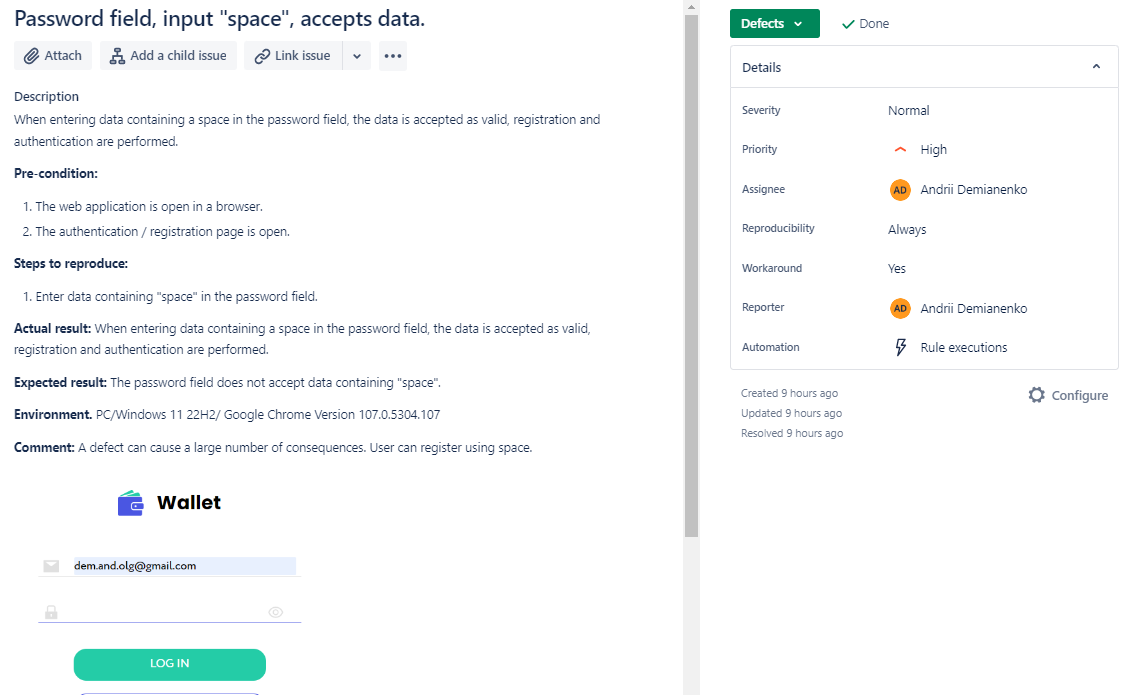 Password field, input "space", accepts data.
Attach
Add a child issue
Link issue
Description
When entering data containing a space in the password field, the data is accepted as valid, registration and
authentication are performed.
Pre-condition:
1. The web application is open in a browser.
2. The authentication / registration page is open.
Steps to reproduce:
1. Enter data containing "space" in the password field.
Actual result: When entering data containing a space in the password field, the data is accepted as valid,
registration and authentication are performed.
Expected result: The password field does not accept data containing "space".
Environment. PC/Windows 11 22H2/ Google Chrome Version 107.0.5304.107
Comment: A defect can cause a large number of consequences. User can register using space.
Wallet
dem.and.olg@gmail.com
LOG IN
Defects
Done
Details
Severity Normal
Priority High
Assignee AD Andrii Demianenko
Reproducibility Always
Workaround Yes
Reporter AD Andrii Demianenko
Automation Rule executions
Created 9 hours ago
Configure
Updated 9 hours ago
Resolved 9 hours ago